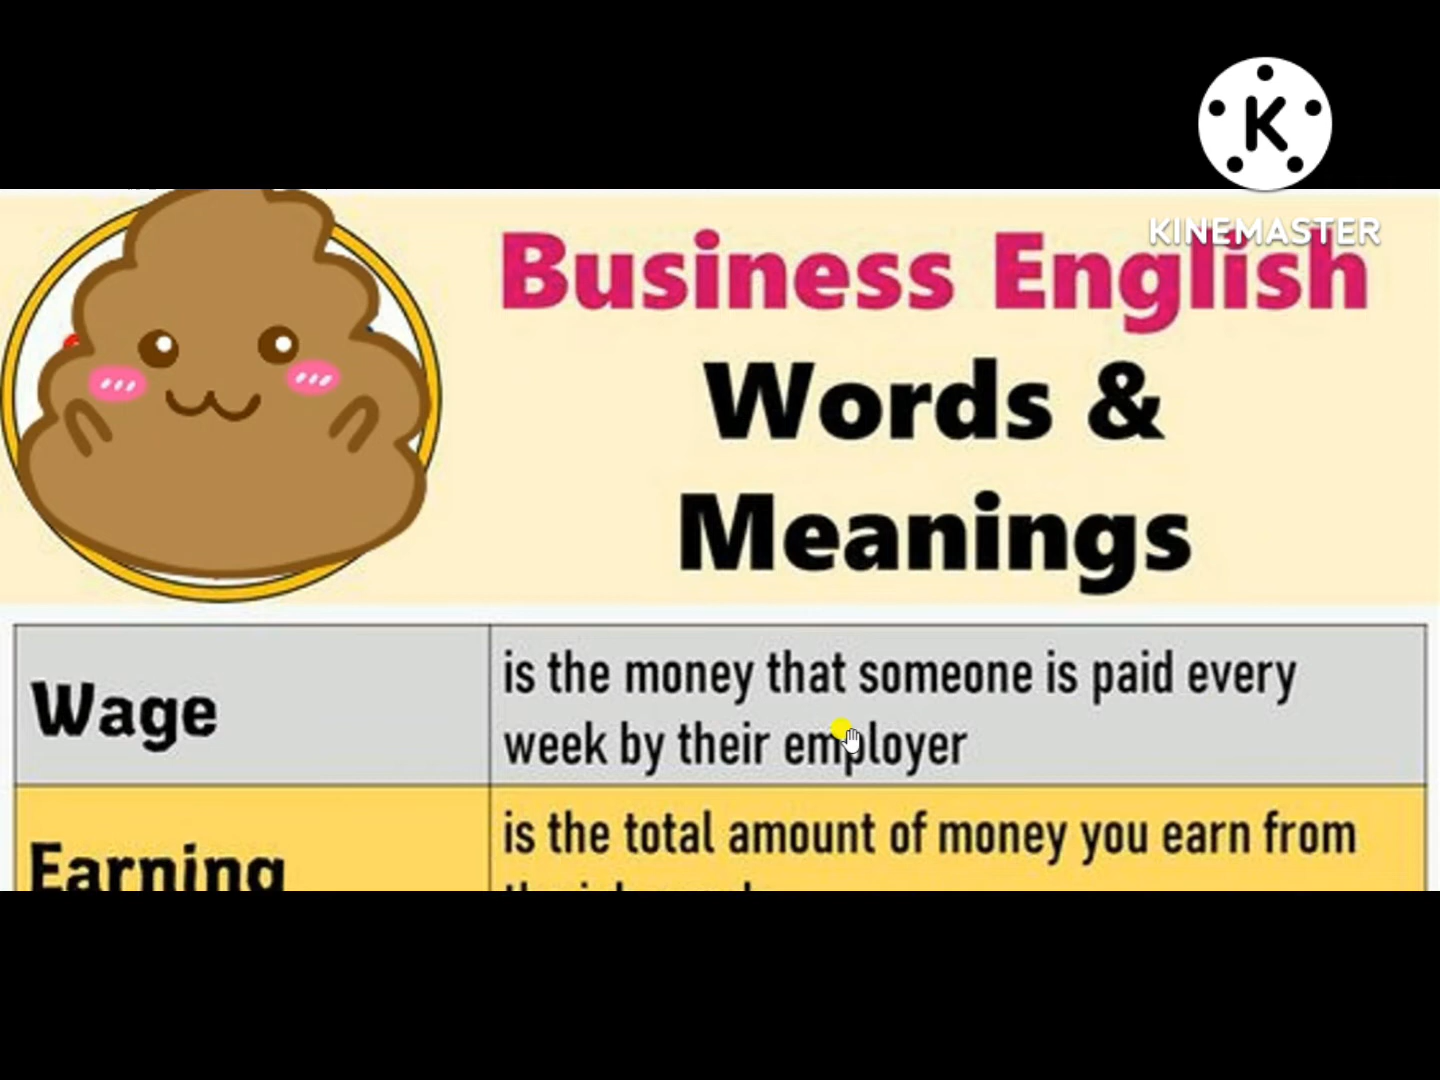 K
KINEMASTER
Business English
Words &
Meanings
Wage
is the money that someone is paid every
week by their employer
Earning
is the total amount of money you earn from